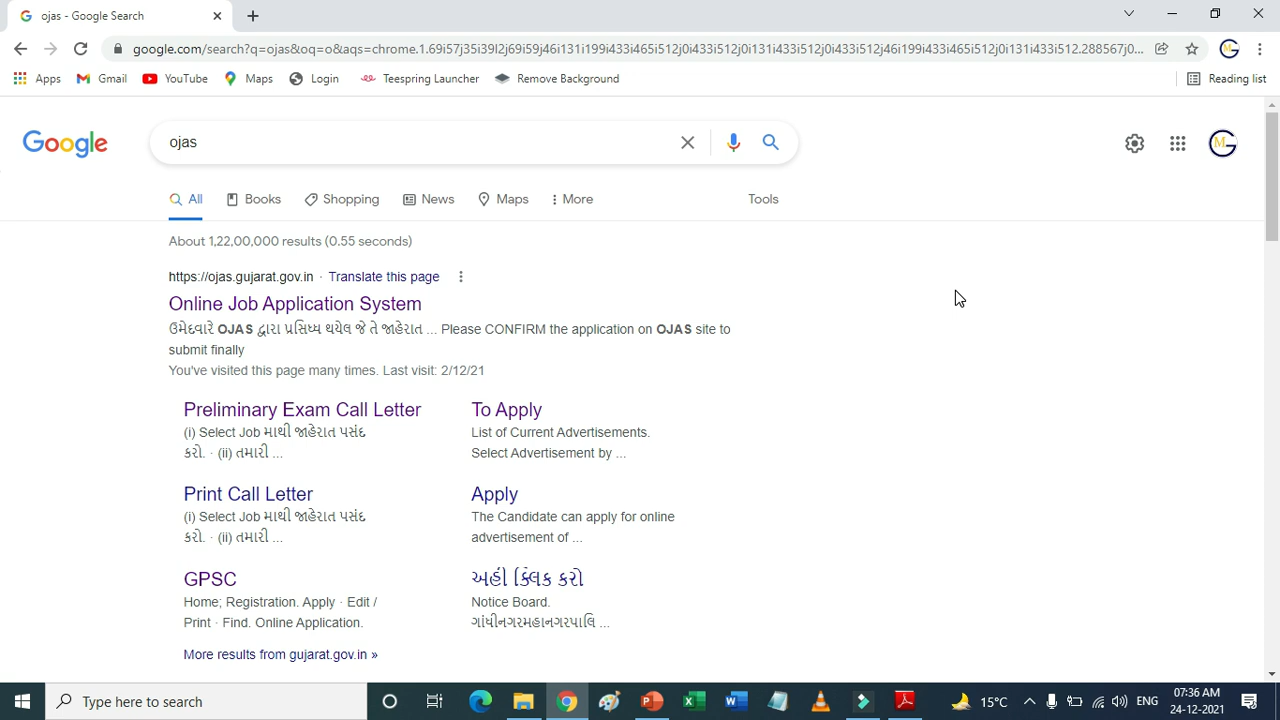 ojas - Google Search
google.com/search?q=ojas&oq=o&aqs=chrome.1.69i57j35i39l2j69i59j46i131i199i433i465i512j0i433i512j0i131i433i512j0i433i512j46i199i433i465i512j0i131i433i512.288567j0...
Apps Gmail YouTube Maps Login Teespring Launcher Remove Background Reading list
Google ojas MG
All Books Shopping News Maps More Tools
About 1,22,00,000 results (0.55 seconds)
https://ojas.gujarat.gov.in · Translate this page
Online Job Application System
ઉમેદવારે OJAS દ્વારા પ્રસિધ્ધ થયેલ જે તે જાહેરાત ... Please CONFIRM the application on OJAS site to
submit finally
You've visited this page many times. Last visit: 2/12/21
Preliminary Exam Call Letter To Apply
(i) Select Job માથી જાહેરાત પસંદ List of Current Advertisements.
કરો. · (ii) તમારી ... Select Advertisement by ...
Print Call Letter Apply
(i) Select Job માથી જાહેરાત પસંદ The Candidate can apply for online
કરો. · (ii) તમારી ... advertisement of ...
GPSC અહીં ક્લિક કરો
Home; Registration. Apply · Edit / Notice Board.
Print · Find. Online Application. ગાંધીનગરમહાનગરપાલિ ...
More results from gujarat.gov.in »
Type here to search 15°C ENG 07:36 AM
24-12-2021